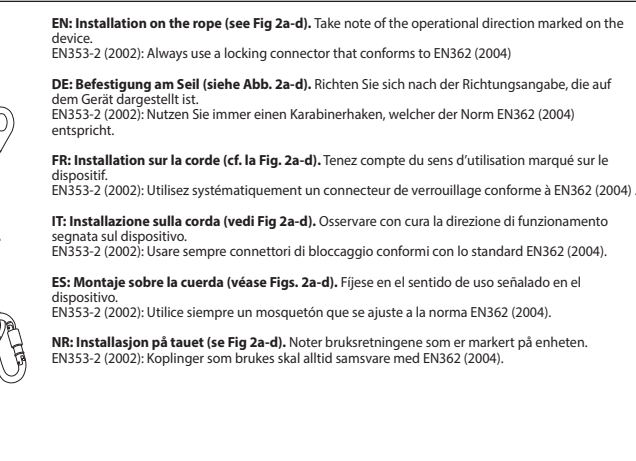 EN: Installation on the rope (see Fig 2a-d). Take note of the operational direction marked on the
device.
EN353-2 (2002): Always use a locking connector that conforms to EN362 (2004)
DE: Befestigung am Seil (siehe Abb. 2a-d). Richten Sie sich nach der Richtungsangabe, die auf
dem Gerät dargestellt ist.
EN353-2 (2002): Nutzen Sie immer einen Karabinerhaken, welcher der Norm EN362 (2004)
entspricht.
FR: Installation sur la corde (cf. la Fig. 2a-d). Tenez compte du sens d’utilisation marqué sur le
dispositif.
EN353-2 (2002): Utilisez systématiquement un connecteur de verrouillage conforme à EN362 (2004) .
IT: Installazione sulla corda (vedi Fig 2a-d). Osservare con cura la direzione di funzionamento
segnata sul dispositivo.
EN353-2 (2002): Usare sempre connettori di bloccaggio conformi con lo standard EN362 (2004).
ES: Montaje sobre la cuerda (véase Figs. 2a-d). Fíjese en el sentido de uso señalado en el
dispositivo.
EN353-2 (2002): Utilice siempre un mosquetón que se ajuste a la norma EN362 (2004).
NR: Installasjon på tauet (se Fig 2a-d). Noter bruksretningene som er markert på enheten.
EN353-2 (2002): Koplinger som brukes skal alltid samsvare med EN362 (2004).